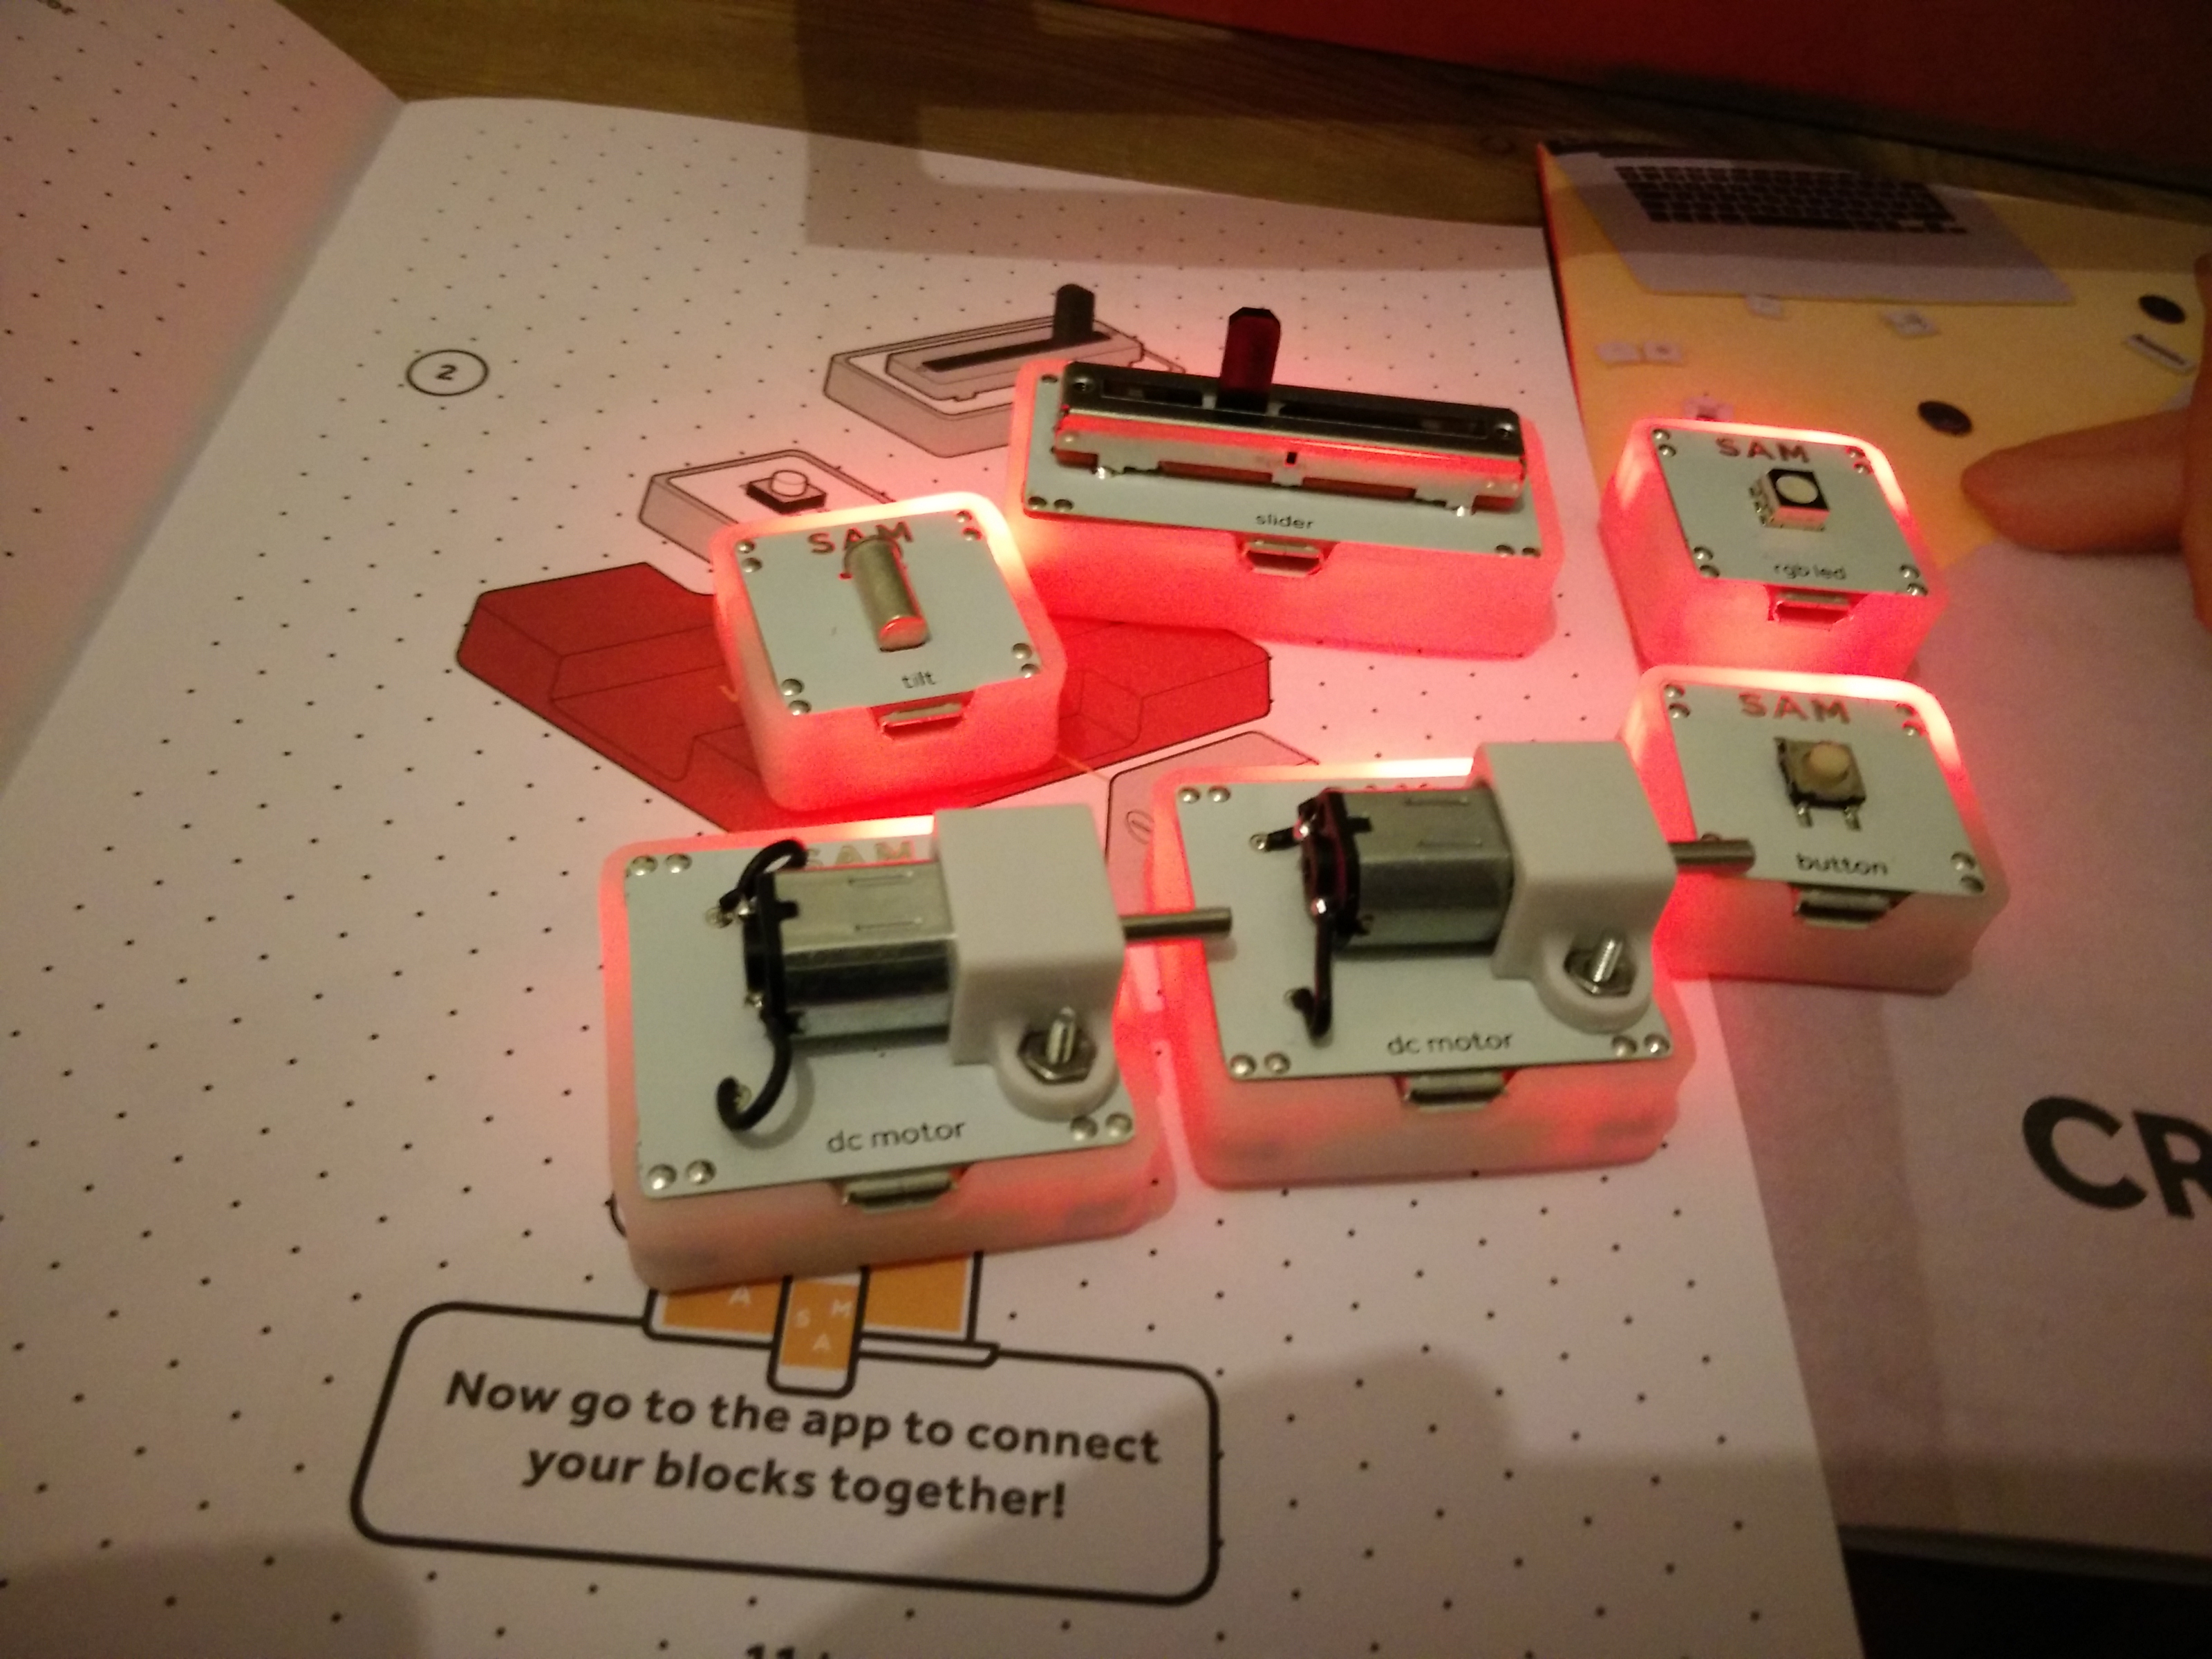 2
slider
SAM
rgb led
SAM
tilt
SAM
button
SAM
dc motor
dc motor
A
S M
A
CR
Now go to the app to connect
your blocks together!